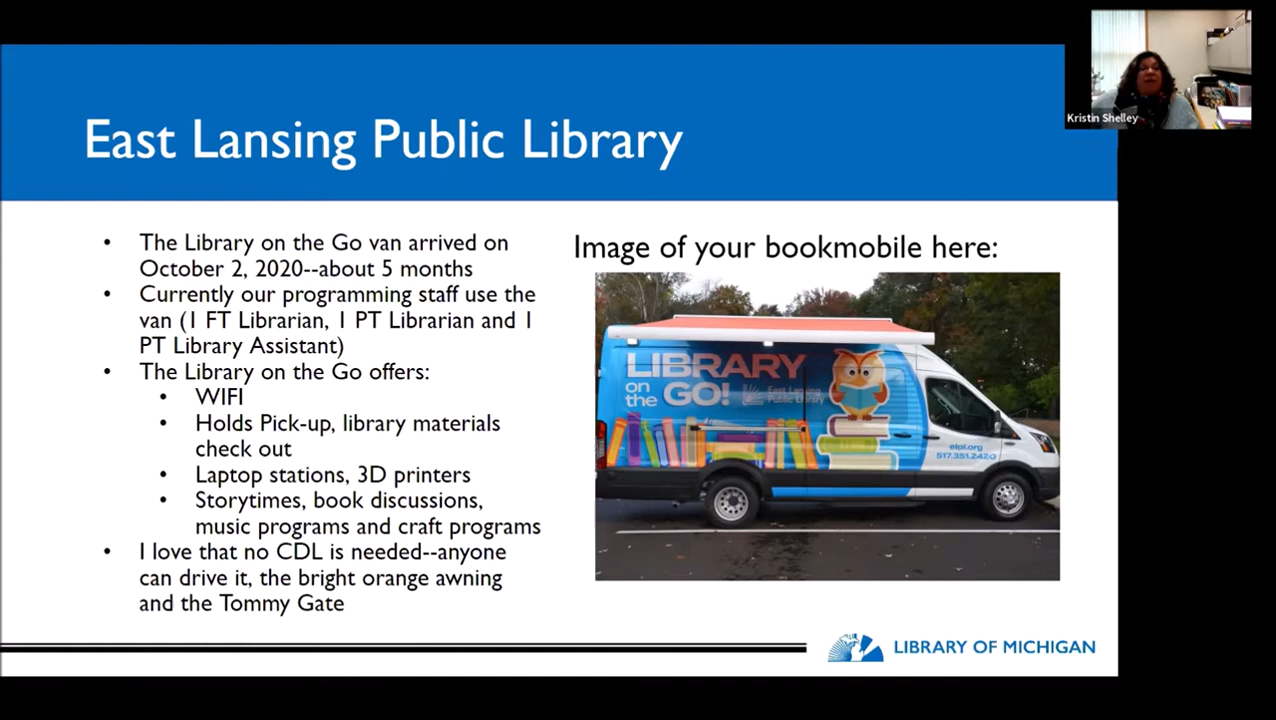 Kristin Shelley
East Lansing Public Library
• The Library on the Go van arrived on
October 2, 2020--about 5 months
• Currently our programming staff use the
van (1 FT Librarian, 1 PT Librarian and 1
PT Library Assistant)
• The Library on the Go offers:
• WIFI
• Holds Pick-up, library materials
check out
• Laptop stations, 3D printers
• Storytimes, book discussions,
music programs and craft programs
• I love that no CDL is needed--anyone
can drive it, the bright orange awning
and the Tommy Gate
Image of your bookmobile here:
LIBRARY
on
the GO!
East Lansing
Public Library
elpl.org
517.351.2420
LIBRARY OF MICHIGAN